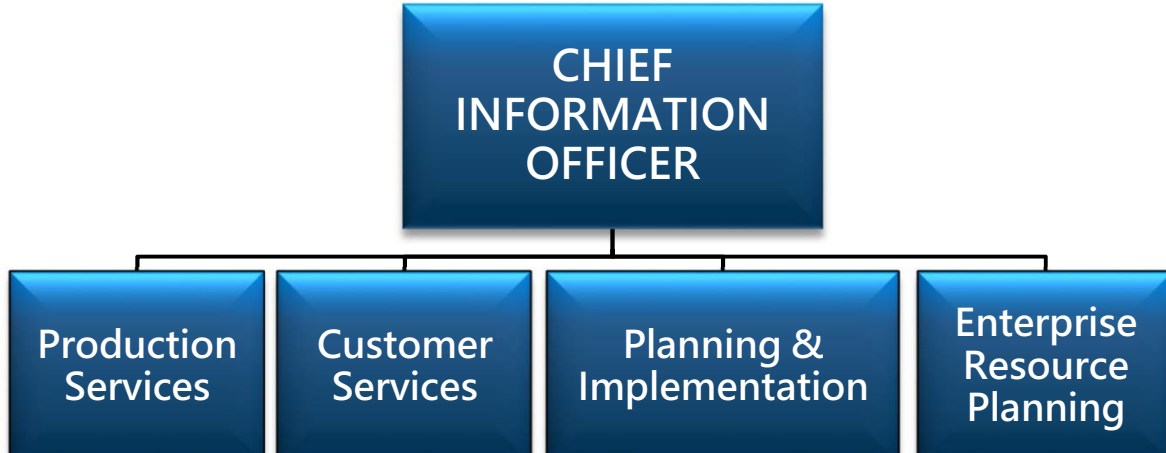 CHIEF
INFORMATION
OFFICER
Production
Services
Customer
Services
Planning &
Implementation
Enterprise
Resource
Planning